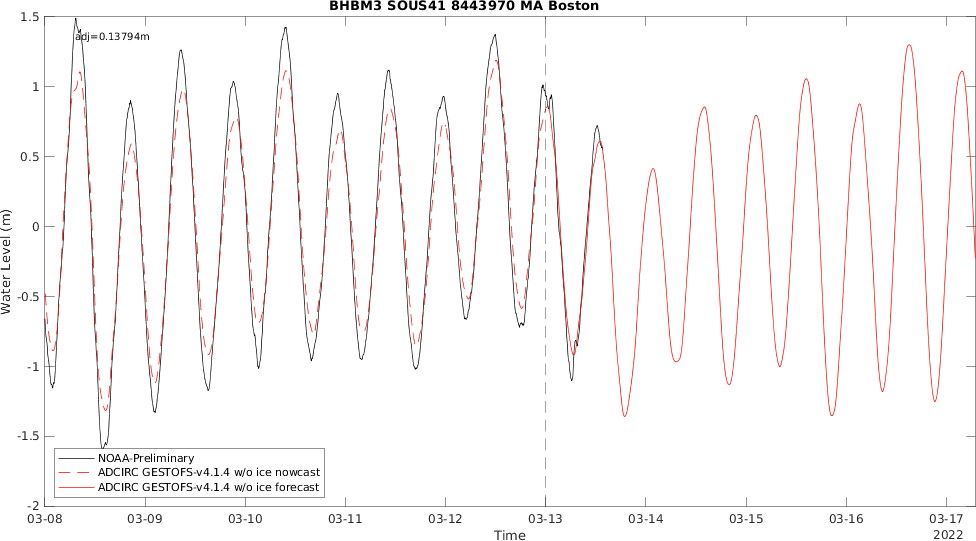 BHBM3 SOUS41 8443970 MA Boston
adj=0.13794m
1.5
1
0.5
0
-0.5
-1
-1.5
-2
Water Level (m)
NOAA-Preliminary
ADCIRC GESTOFS-v4.1.4 w/o ice nowcast
ADCIRC GESTOFS-v4.1.4 w/o ice forecast
03-08 03-09 03-10 03-11 03-12 03-13 03-14 03-15 03-16 03-17
Time 2022